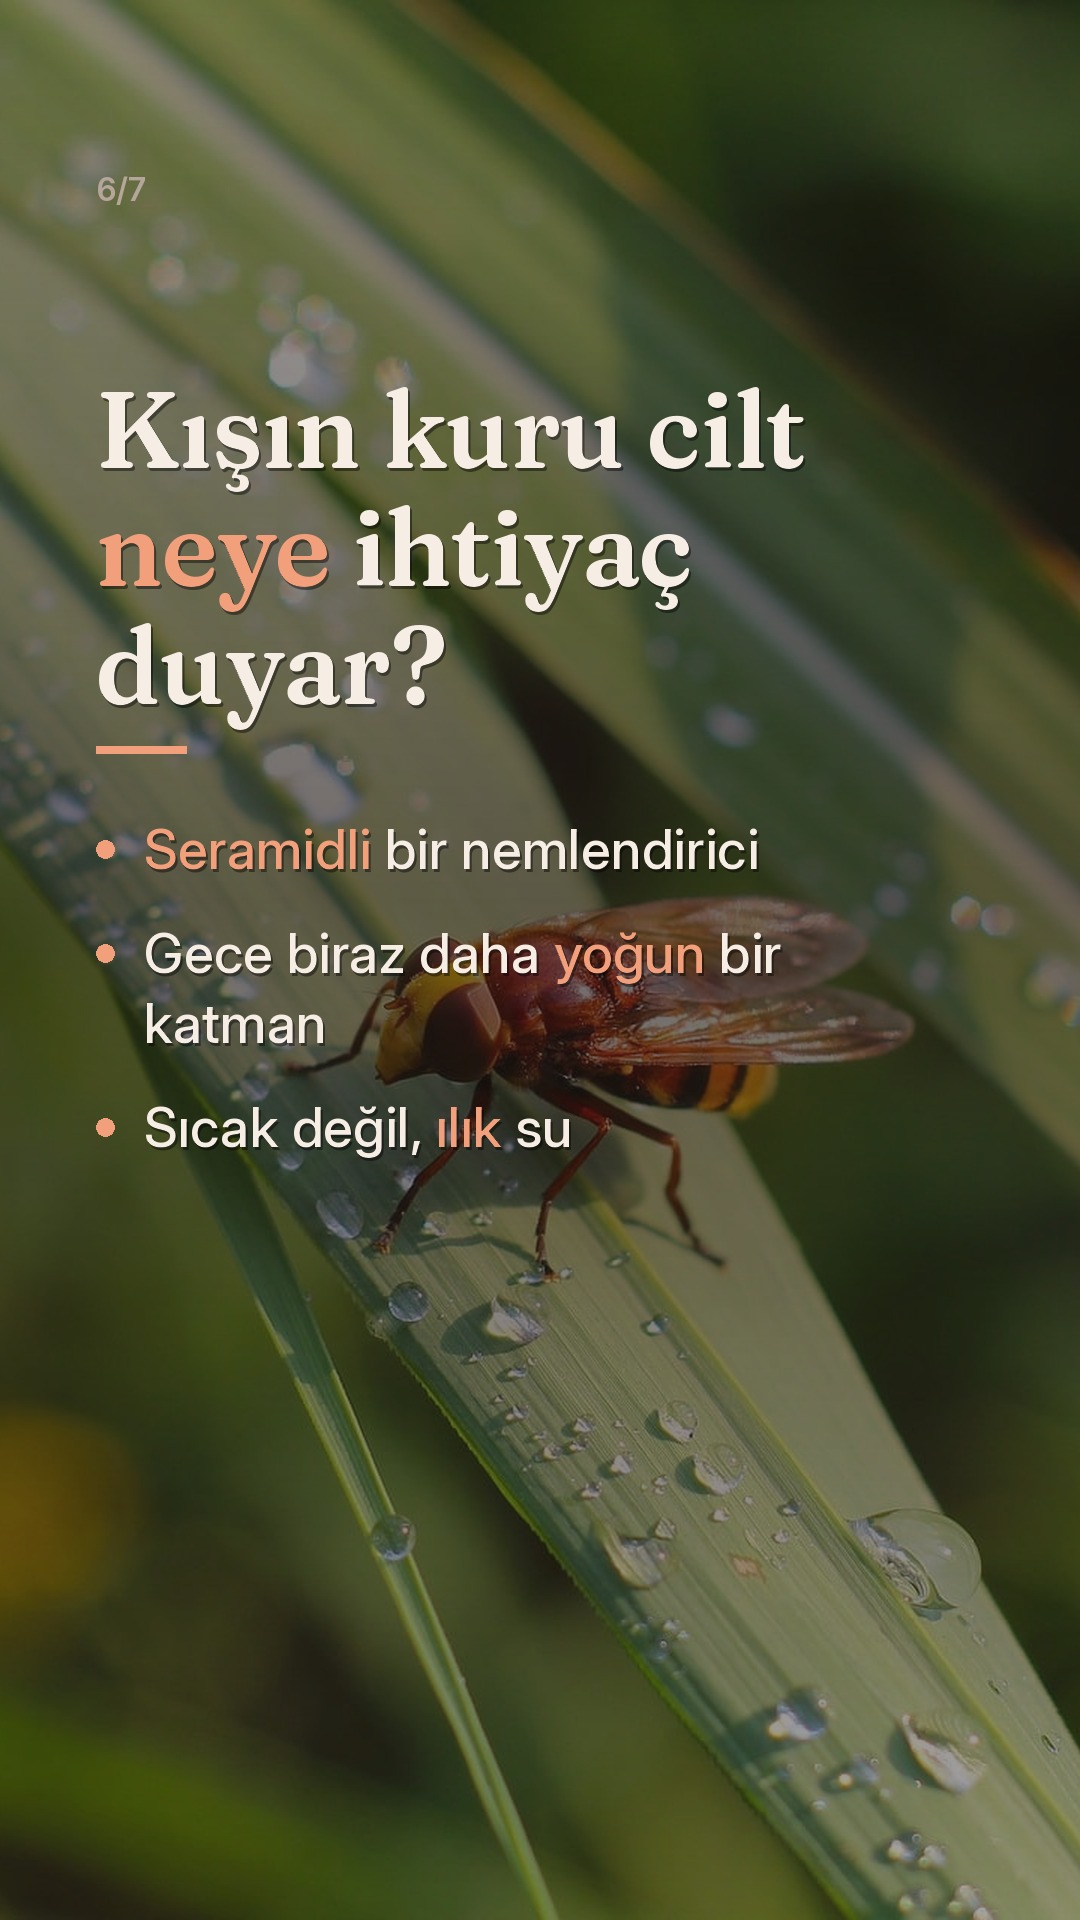 6/7
Kışın kuru cilt
neye ihtiyaç
duyar?
Seramidli bir nemlendirici
Gece biraz daha yoğun bir
katman
Sıcak değil, ılık su